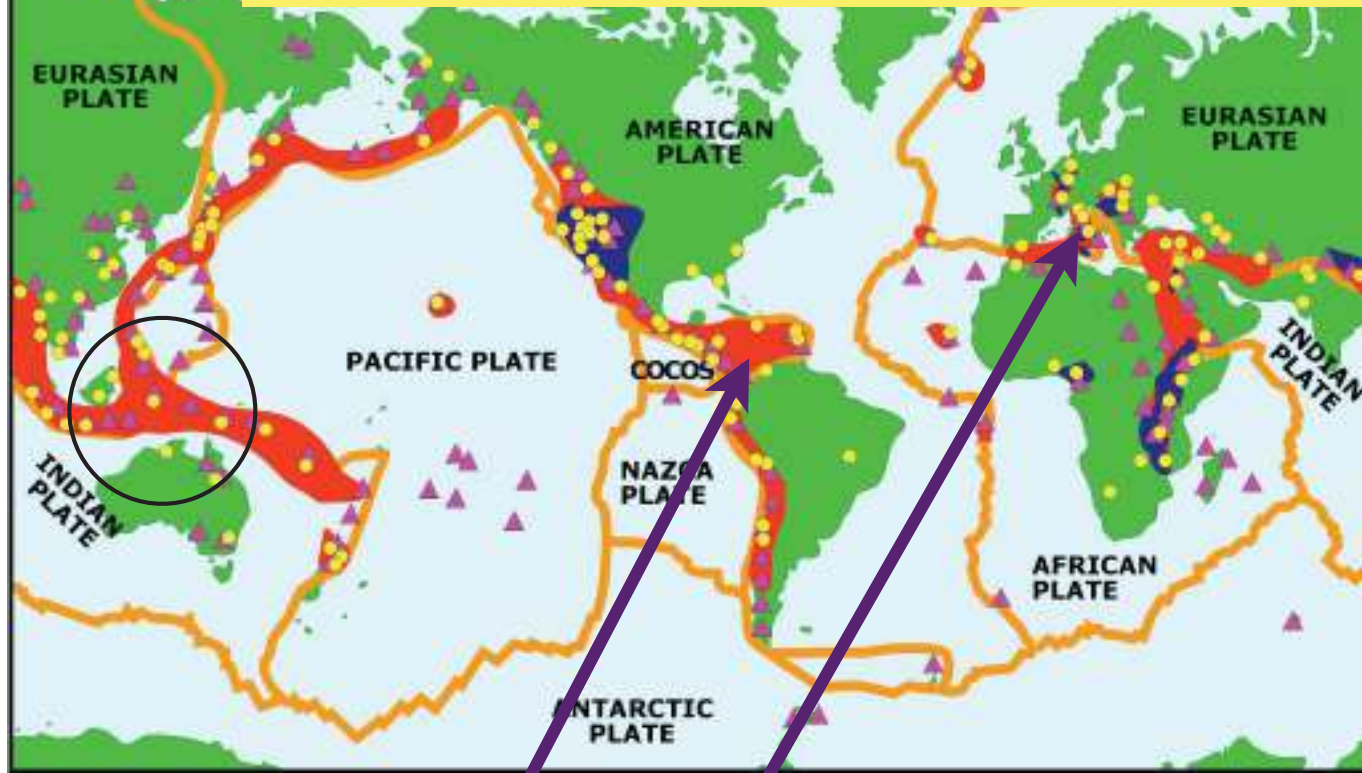 EURASIAN
PLATE
AMERICAN
PLATE
EURASIAN
PLATE
PACIFIC PLATE
COCOS
INDIAN
PLATE
NAZCA
PLATE
INDIAN
PLATE
AFRICAN
PLATE
ANTARCTIC
PLATE